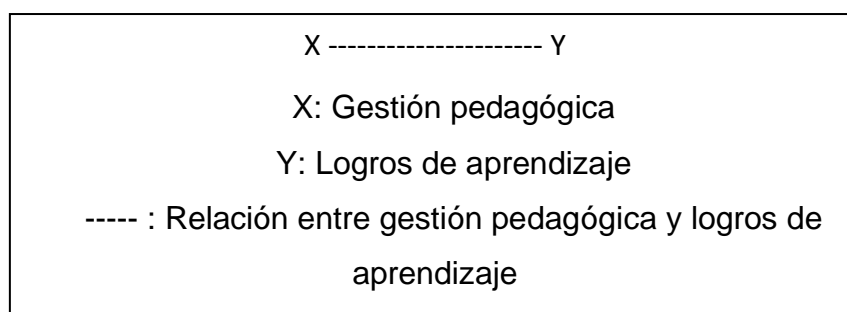 X ---------------------- Y
X: Gestión pedagógica
Y: Logros de aprendizaje
----- : Relación entre gestión pedagógica y logros de
aprendizaje